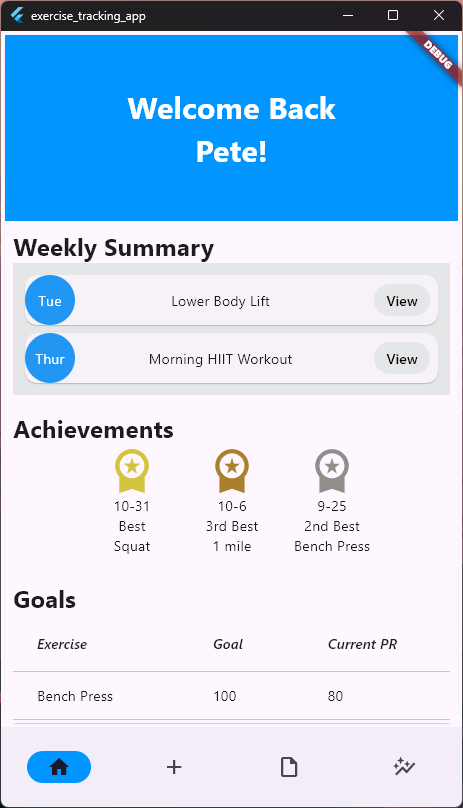 exercise_tracking_app
DEBUG
Welcome Back
Pete!
Weekly Summary
Tue Lower Body Lift View
Thur Morning HIIT Workout View
Achievements
10-31 10-6 9-25
Best 3rd Best 2nd Best
Squat 1 mile Bench Press
Goals
Exercise Goal Current PR
Bench Press 100 80